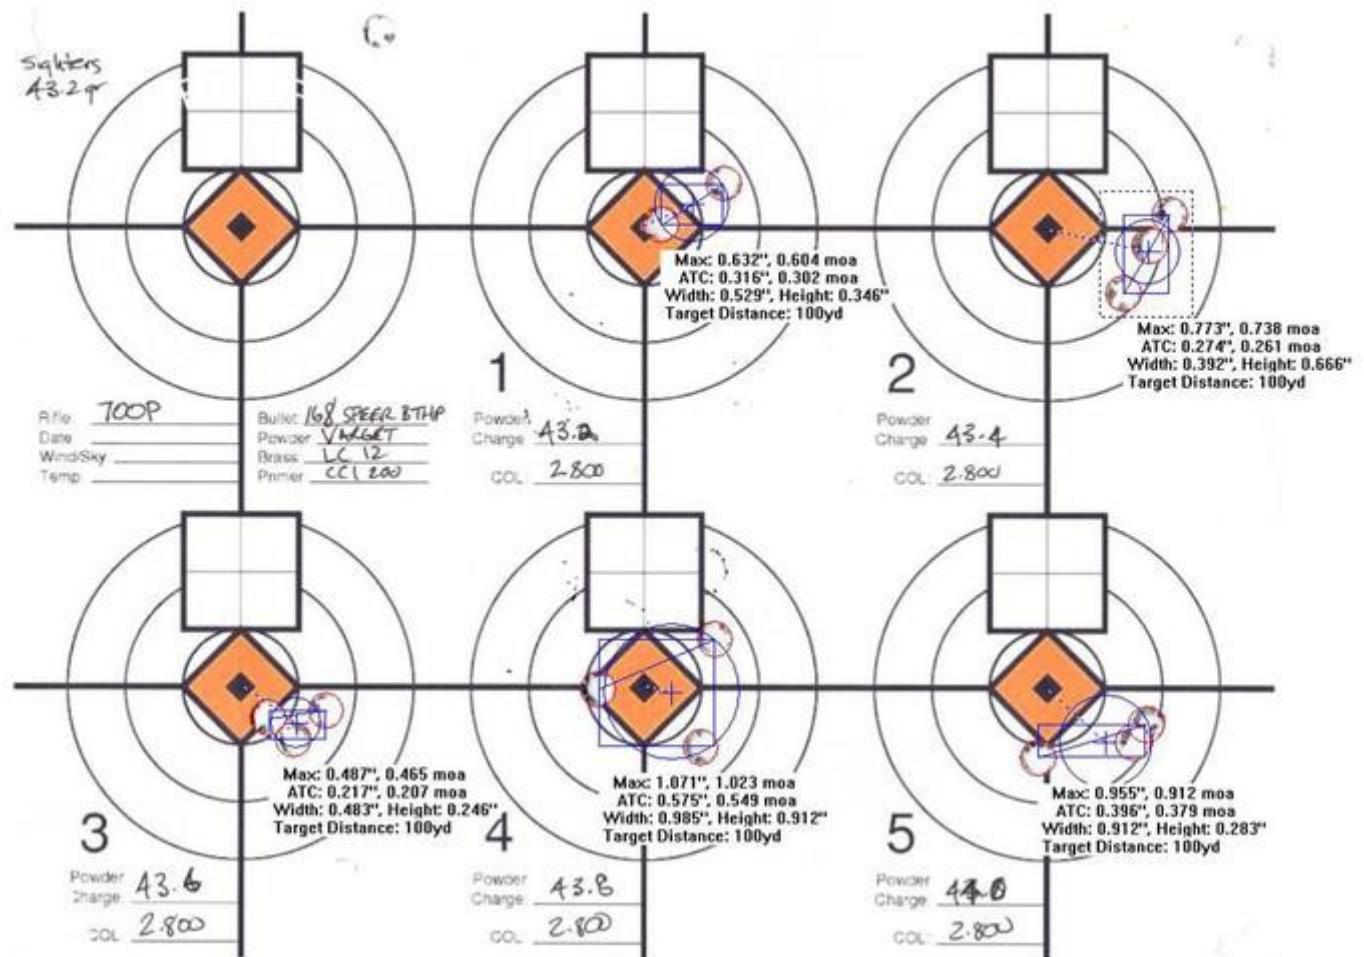 Sighters
43.2 gr
Max: 0.632", 0.604 moa
ATC: 0.316", 0.302 moa
Width: 0.529", Height: 0.346"
Target Distance: 100yd
Max: 0.773", 0.738 moa
ATC: 0.274", 0.261 moa
Width: 0.392", Height: 0.666"
Target Distance: 100yd
1
2
Rifle 700P
Date
Wind/Sky
Temp
Bullet 168 SPEER BTHP
Powder VARGET
Brass LC 12
Primer CCI 200
Powder
Charge 43.2
COL 2.800
Powder
Charge 43.4
COL 2.800
Max: 0.487", 0.465 moa
ATC: 0.217", 0.207 moa
Width: 0.483", Height: 0.246"
Target Distance: 100yd
Max: 1.071", 1.023 moa
ATC: 0.575", 0.549 moa
Width: 0.985", Height: 0.912"
Target Distance: 100yd
Max: 0.955", 0.912 moa
ATC: 0.396", 0.379 moa
Width: 0.912", Height: 0.283"
Target Distance: 100yd
3
4
5
Powder
Charge 43.6
COL 2.800
Powder
Charge 43.8
COL 2.800
Powder
Charge 44.0
COL 2.800